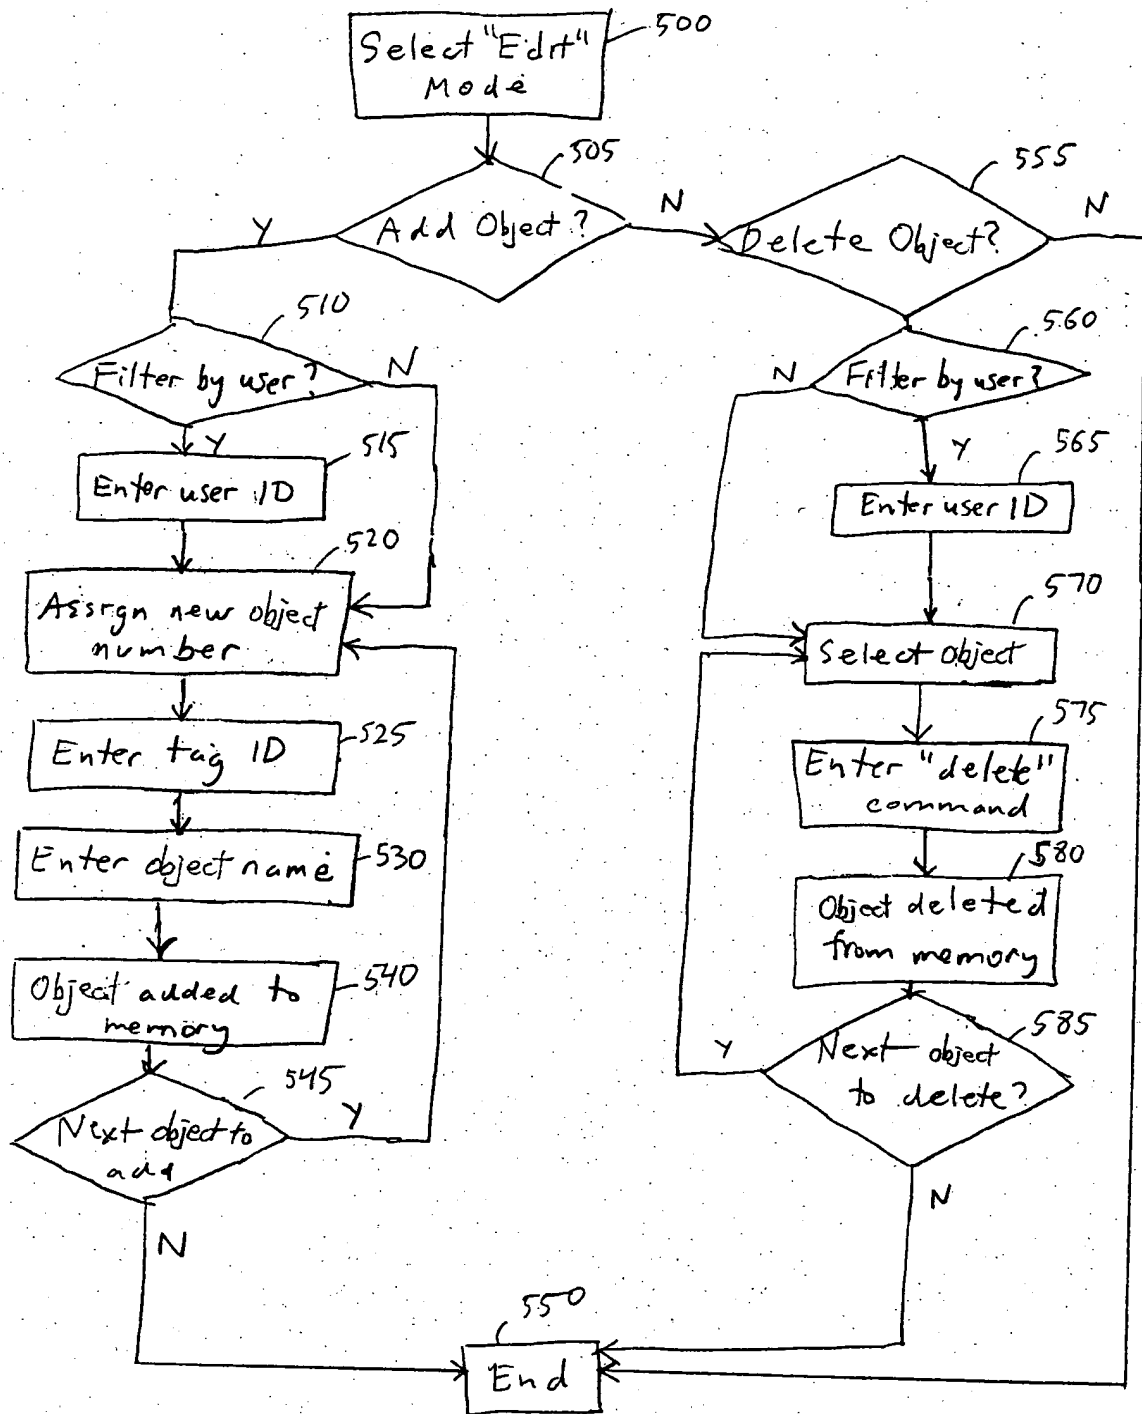 Select "Edit"
Mode
500
505
Add Object?
Y
N
555
Delete Object?
N
510
Filter by user?
N
Y
515
Enter user ID
520
Assign new object
number
Enter tag ID
525
Enter object name
530
Object added to
memory
540
545
Next object to
add
Y
N
560
Filter by user?
N
Y
565
Enter user ID
570
Select object
575
Enter "delete"
command
580
Object deleted
from memory
585
Next object
to delete?
Y
N
550
End